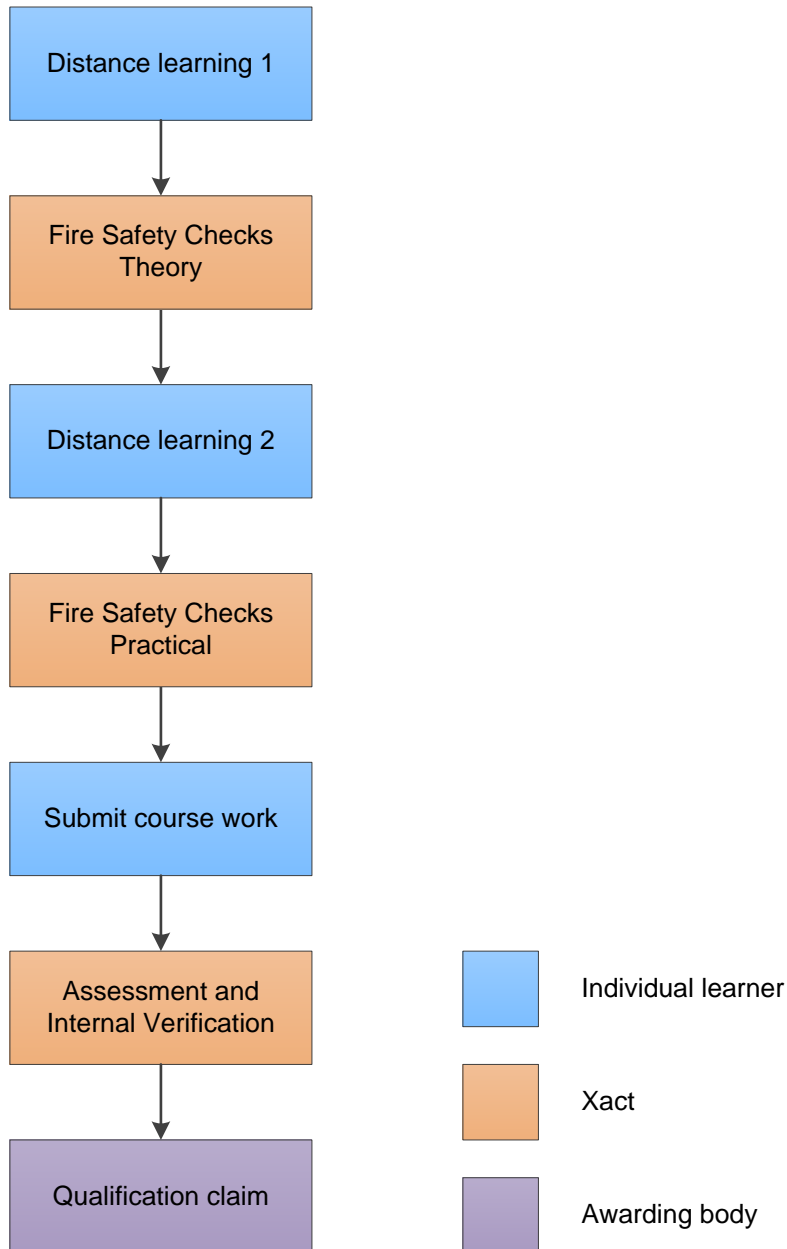 Distance learning 1
Fire Safety Checks
Theory
Distance learning 2
Fire Safety Checks
Practical
Submit course work
Assessment and
Internal Verification
Qualification claim
Individual learner
Xact
Awarding body